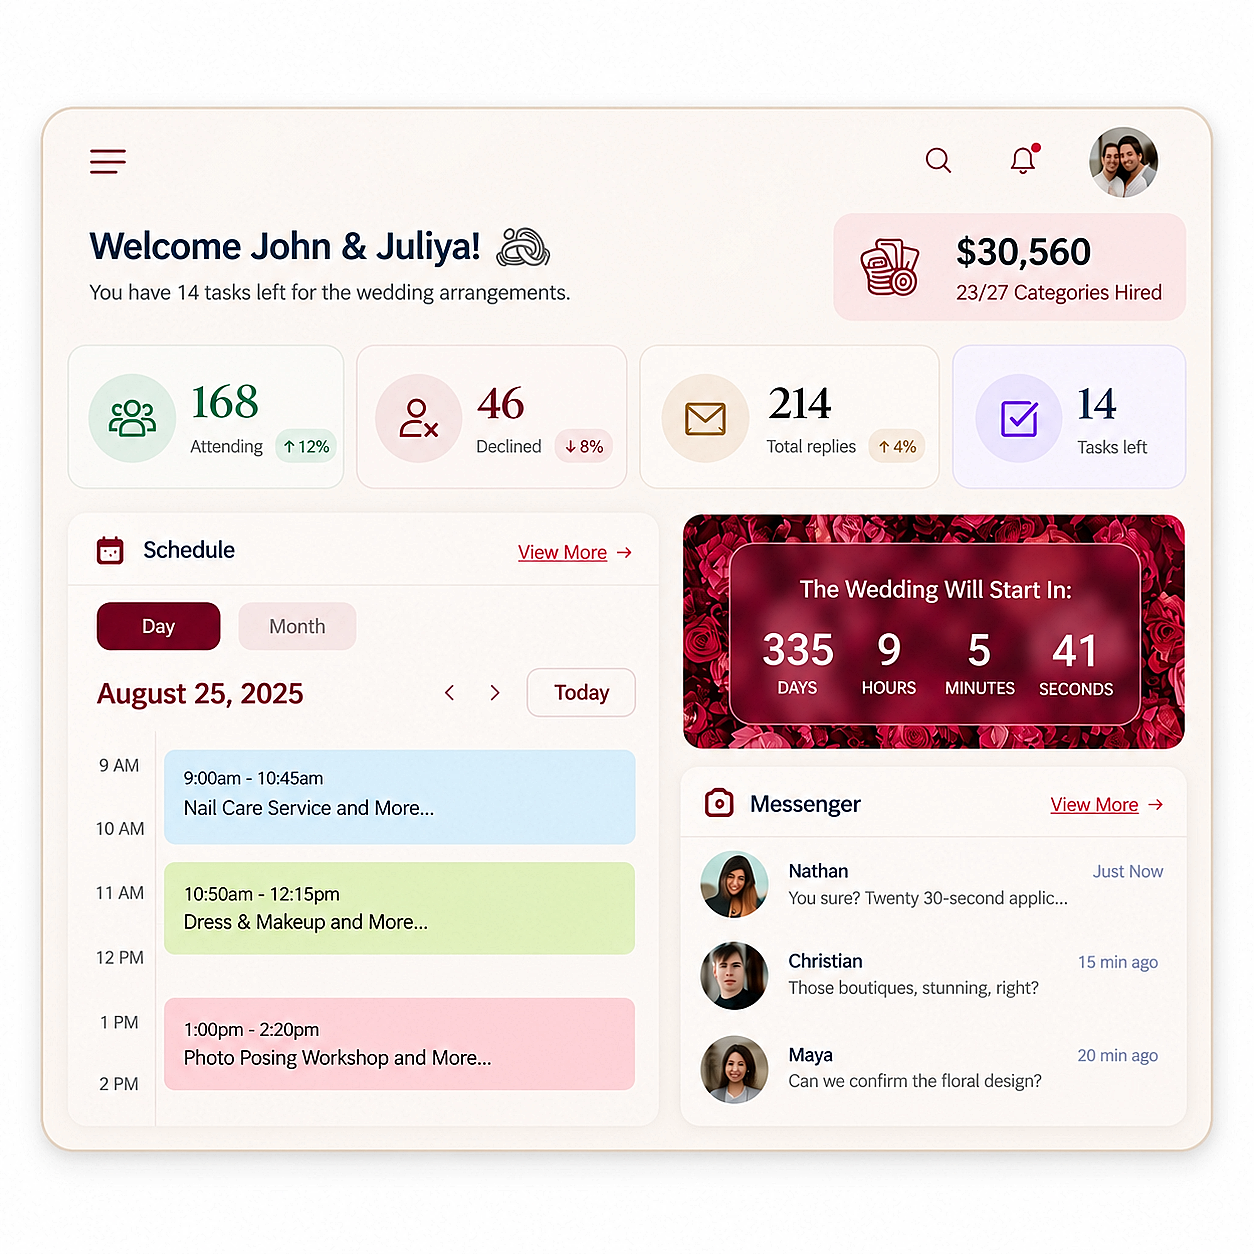 Welcome John & Juliya!
You have 14 tasks left for the wedding arrangements.
$30,560
23/27 Categories Hired
168
Attending
↑ 12%
46
Declined
↓ 8%
214
Total replies
↑ 4%
14
Tasks left
Schedule
View More →
Day
Month
August 25, 2025
< >
Today
9 AM
10 AM
11 AM
12 PM
1 PM
2 PM
9:00am - 10:45am
Nail Care Service and More...
10:50am - 12:15pm
Dress & Makeup and More...
1:00pm - 2:20pm
Photo Posing Workshop and More...
The Wedding Will Start In:
335 9 5 41
DAYS HOURS MINUTES SECONDS
Messenger
View More →
Nathan
Just Now
You sure? Twenty 30-second applic...
Christian
15 min ago
Those boutiques, stunning, right?
Maya
20 min ago
Can we confirm the floral design?